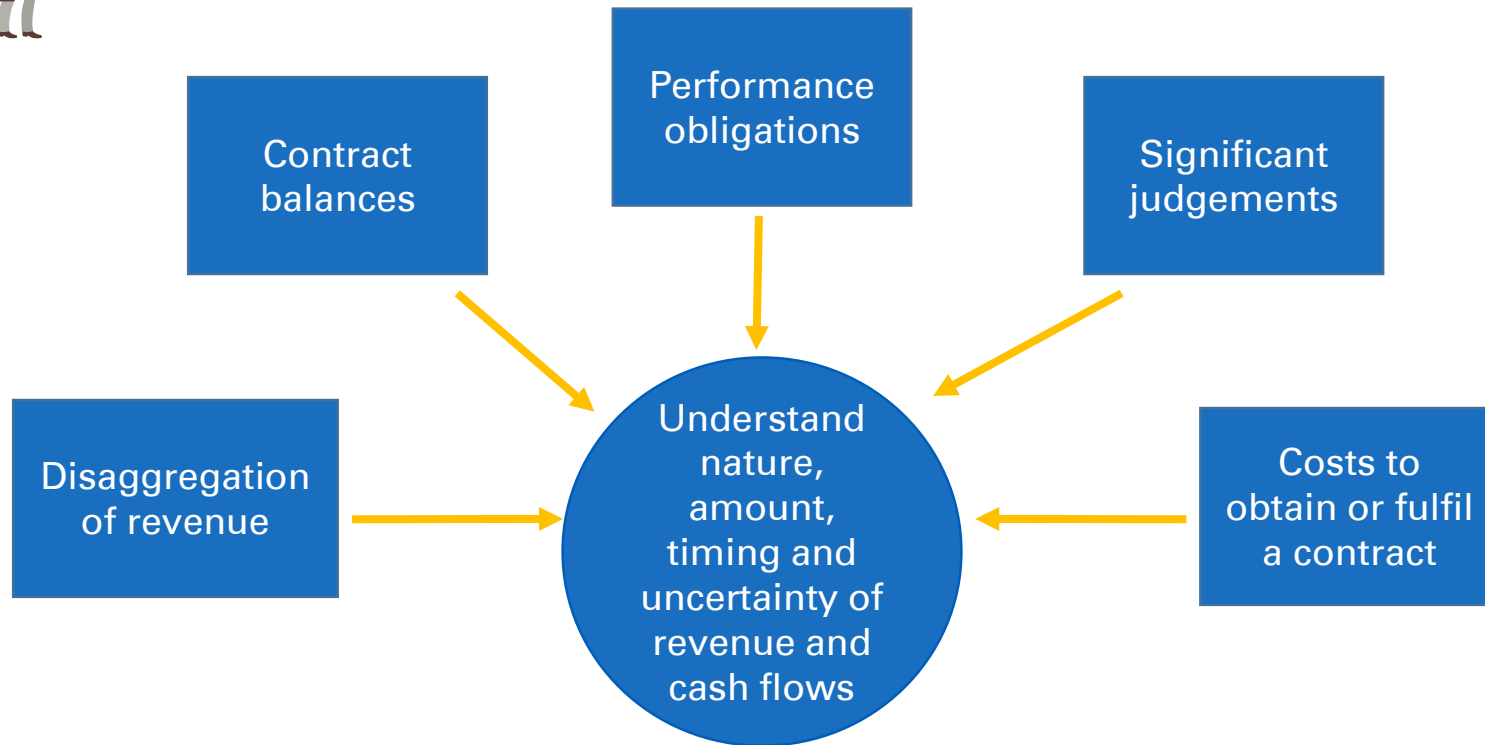 Performance
obligations
Contract
balances
Significant
judgements
Disaggregation
of revenue
Understand
nature,
amount,
timing and
uncertainty of
revenue and
cash flows
Costs to
obtain or fulfil
a contract